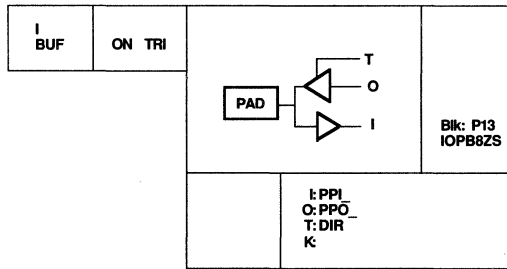 I
BUF
ON TRI
T
O
PAD
I
Blk: P13
IOPB8ZS
I: PPI_
O: PPO_
T: DIR
K: